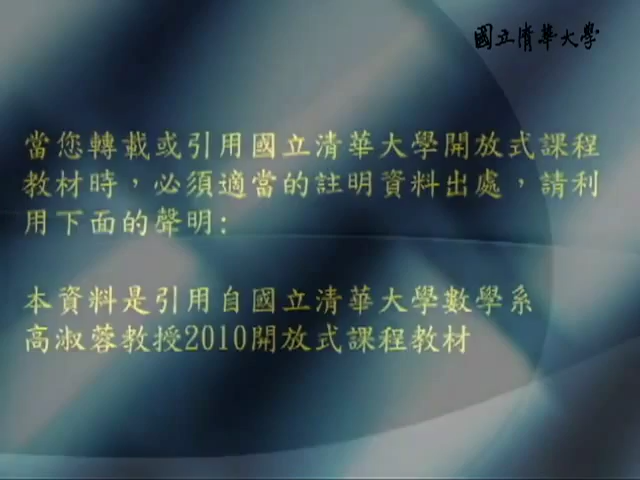 國立清華大學
當您轉載或引用國立清華大學開放式課程
教材時，必須適當的註明資料出處，請利
用下面的聲明:
本資料是引用自國立清華大學數學系
高淑蓉教授2010開放式課程教材